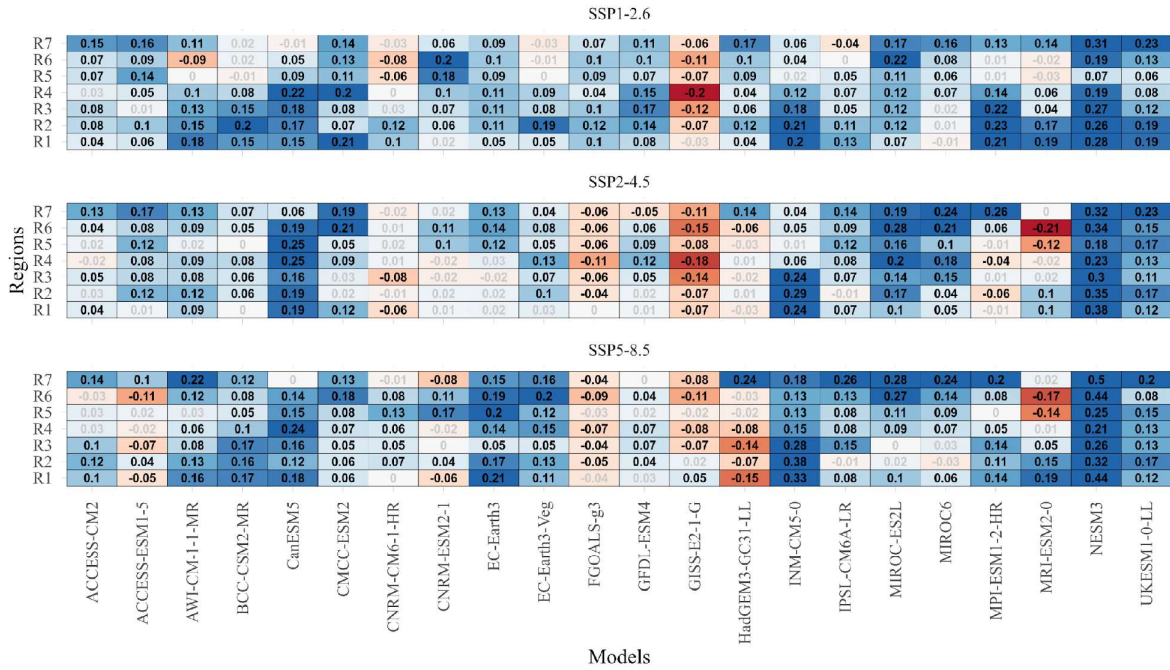 SSP1-2.6
R7 0.15 0.16 0.11 0.02 -0.01 0.14 -0.03 0.06 0.09 -0.03 0.07 0.11 -0.06 0.17 0.06 -0.04 0.17 0.16 0.13 0.14 0.31 0.23
R6 0.07 0.09 -0.09 0.02 0.05 0.13 -0.08 0.2 0.1 -0.01 0.1 0.1 -0.11 0.1 0.04 0 0.22 0.08 0.01 -0.01 0.19 0.13
R5 0.07 0.14 0 -0.01 0.09 0.11 -0.06 0.18 0.09 0 0.09 0.07 -0.07 0.09 0.02 0.05 0.11 0.06 -0.01 -0.03 0.07 0.06
R4 0.03 0.05 0.1 0.08 0.22 0.2 0 0.1 0.11 0.09 0.04 0.15 -0.2 0.04 0.12 0.07 0.12 0.07 0.14 0.06 0.19 0.08
R3 0.08 0.01 0.13 0.15 0.18 0.08 0.03 0.07 0.11 0.08 0.1 0.17 -0.12 0.06 0.18 0.05 0.12 0.02 0.22 0.04 0.27 0.12
R2 0.08 0.1 0.15 0.2 0.17 0.07 0.12 0.06 0.11 0.19 0.12 0.14 -0.07 0.12 0.21 0.11 0.12 0.01 0.23 0.17 0.26 0.19
R1 0.04 0.06 0.18 0.15 0.15 0.21 0.1 0.02 0.05 0.05 0.1 0.08 -0.03 0.04 0.2 0.13 0.07 -0.01 0.21 0.19 0.28 0.19
SSP2-4.5
R7 0.13 0.17 0.13 0.07 0.06 0.19 -0.02 0.02 0.13 0.04 -0.06 -0.05 -0.11 0.14 0.04 0.14 0.19 0.24 0.26 0 0.32 0.23
R6 0.04 0.08 0.09 0.05 0.19 0.21 0.01 0.11 0.14 0.08 -0.06 0.06 -0.15 -0.06 0.05 0.09 0.28 0.21 0.06 -0.21 0.34 0.15
R5 0.02 0.12 0.02 0 0.25 0.05 0.02 0.1 0.12 0.05 -0.06 0.09 -0.08 -0.03 0.01 0.12 0.16 0.1 -0.01 -0.12 0.18 0.17
R4 -0.02 0.08 0.09 0.08 0.25 0.09 0.01 -0.02 -0.03 0.13 -0.11 0.12 -0.18 0.01 0.06 0.08 0.2 0.18 -0.04 -0.02 0.23 0.13
R3 0.05 0.08 0.08 0.06 0.16 0.03 -0.08 -0.02 -0.02 0.07 -0.06 0.05 -0.14 0.02 0.24 0.07 0.14 0.15 0.01 0.02 0.3 0.11
R2 0.03 0.12 0.12 0.06 0.19 -0.02 -0.01 0.02 0.02 0.1 -0.04 0.02 -0.07 0.01 0.29 -0.01 0.17 0.04 -0.06 0.1 0.35 0.17
R1 0.04 0.01 0.09 0 0.19 0.12 -0.06 0.01 0.02 0.03 0 0.01 -0.07 -0.03 0.24 0.07 0.1 0.05 -0.01 0.1 0.38 0.12
Regions
SSP5-8.5
R7 0.14 0.1 0.22 0.12 0 0.13 -0.01 -0.08 0.15 0.16 -0.04 0 -0.08 0.24 0.18 0.26 0.28 0.24 0.2 0.02 0.5 0.2
R6 -0.03 -0.11 0.12 0.08 0.14 0.18 0.08 0.11 0.19 0.2 -0.09 0.04 -0.11 -0.03 0.13 0.13 0.27 0.14 0.08 -0.17 0.44 0.08
R5 0.03 0.02 0.03 0.05 0.15 0.08 0.13 0.17 0.2 0.12 -0.03 0.03 -0.02 -0.02 0.13 0.08 0.11 0.09 0 -0.14 0.25 0.15
R4 0.03 -0.02 0.06 0.1 0.24 0.07 0.06 -0.02 0.14 0.15 -0.07 0.07 -0.08 -0.08 0.15 0.08 0.09 0.07 0.05 -0.01 0.21 0.13
R3 0.1 -0.07 0.08 0.17 0.16 0.05 0.05 0 0.05 0.05 -0.04 0.07 -0.07 -0.14 0.28 0.15 0 0.03 0.14 0.05 0.26 0.13
R2 0.12 0.04 0.13 0.16 0.12 0.06 0.07 0.04 0.17 0.13 -0.05 0.04 0.02 -0.07 0.38 -0.01 0.02 -0.03 0.11 0.15 0.32 0.17
R1 0.1 -0.05 0.16 0.17 0.18 0.06 0 -0.06 0.21 0.11 -0.04 0.03 0.05 -0.15 0.33 0.08 0.1 0.06 0.14 0.19 0.44 0.12
ACCESS-CM2
ACCESS-ESM1-5
AWI-CM-1-1-MR
BCC-CSM2-MR
CanESM5
CMCC-ESM2
CNRM-CM6-1-HR
CNRM-ESM2-1
EC-Earth3
EC-Earth3-Veg
FGOALS-g3
GFDL-ESM4
GISS-E2-1-G
HadGEM3-GC31-LL
INM-CM5-0
IPSL-CM6A-LR
MIROC-ES2L
MIROC6
MPI-ESM1-2-HR
MRI-ESM2-0
NESM3
UKESM1-0-LL
Models